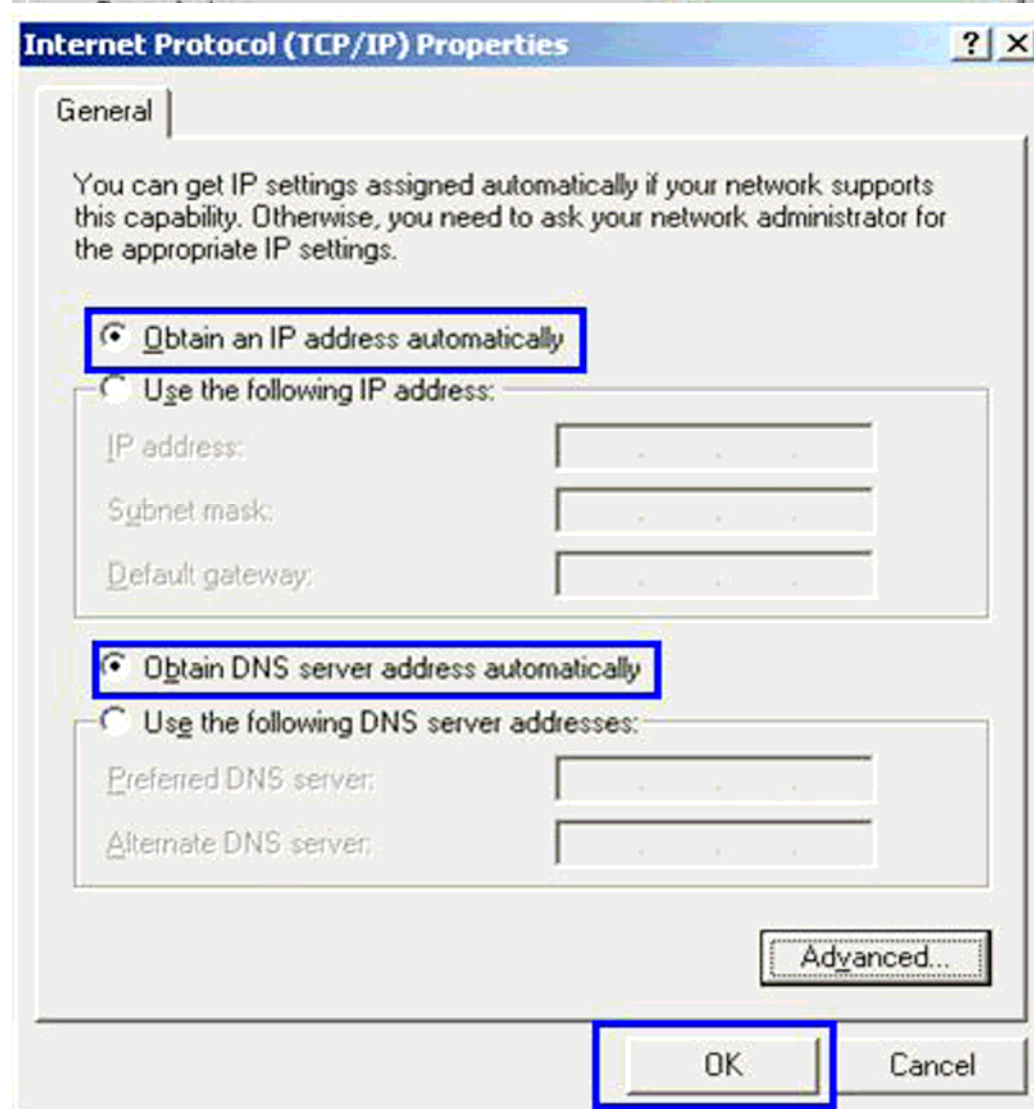 Internet Protocol (TCP/IP) Properties
General
You can get IP settings assigned automatically if your network supports
this capability. Otherwise, you need to ask your network administrator for
the appropriate IP settings.
Obtain an IP address automatically
Use the following IP address:
IP address:
Subnet mask:
Default gateway:
Obtain DNS server address automatically
Use the following DNS server addresses:
Preferred DNS server:
Alternate DNS server:
Advanced...
OK Cancel